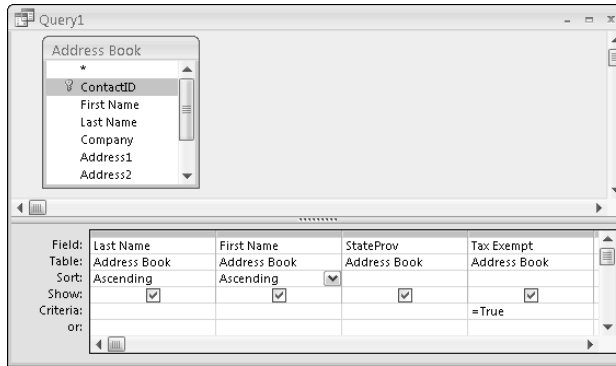 Query1
Address Book
*
ContactID
First Name
Last Name
Company
Address1
Address2
Field: Last Name First Name StateProv Tax Exempt
Table: Address Book Address Book Address Book Address Book
Sort: Ascending Ascending
Show:
Criteria: =True
or: